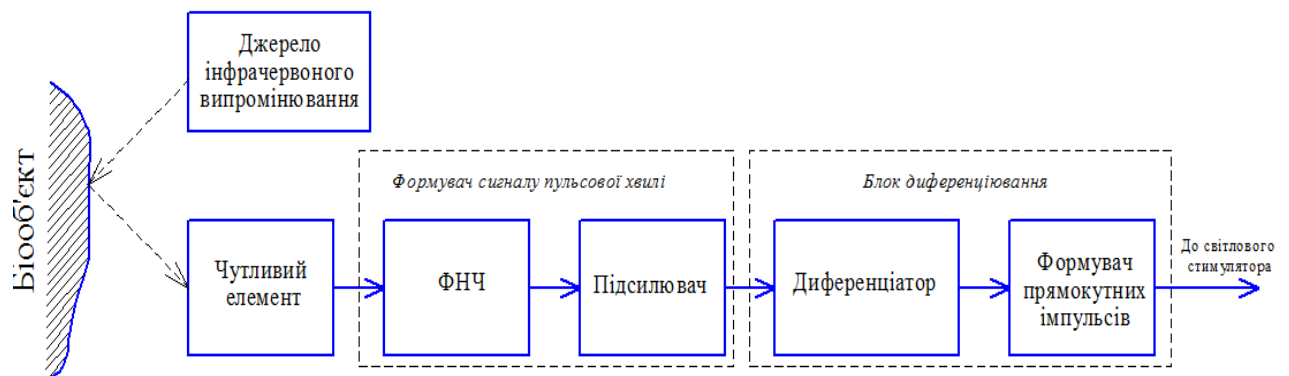 Джерело
інфрачервоного
випромінювання
Біооб'єкт
Формувач сигналу пульсової хвилі
Блок диференціювання
Чутливий
елемент
ФНЧ
Підсилювач
Диференціатор
Формувач
прямокутних
імпульсів
До світлового
стимулятора